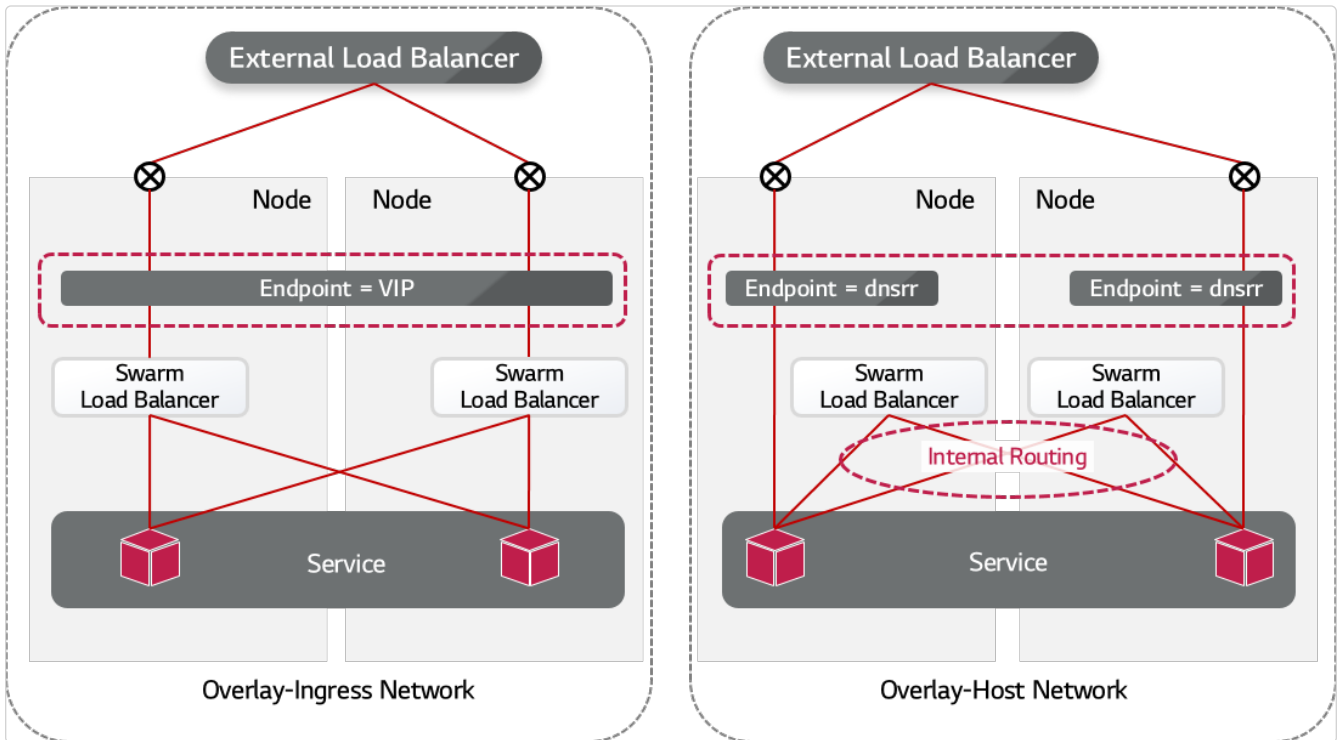 External Load Balancer
Node
Node
Endpoint = VIP
Swarm
Load Balancer
Swarm
Load Balancer
Service
Overlay-Ingress Network
External Load Balancer
Node
Node
Endpoint = dnsrr
Endpoint = dnsrr
Swarm
Load Balancer
Swarm
Load Balancer
Internal Routing
Service
Overlay-Host Network